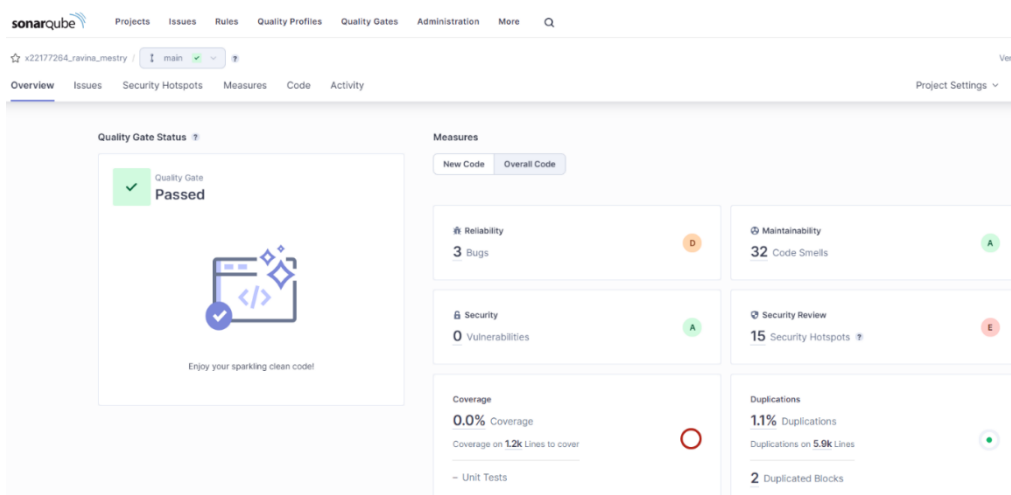 sonarqube Projects Issues Rules Quality Profiles Quality Gates Administration More
x22177264_ravina_mestry / main ?
Ver
Overview Issues Security Hotspots Measures Code Activity Project Settings
Quality Gate Status ?
Quality Gate
Passed
</>
Enjoy your sparkling clean code!
Measures
New Code Overall Code
Reliability
3 Bugs
D
Maintainability
32 Code Smells
A
Security
0 Vulnerabilities
A
Security Review
15 Security Hotspots ?
E
Coverage
0.0% Coverage
Coverage on 1.2k Lines to cover
– Unit Tests
Duplications
1.1% Duplications
Duplications on 5.9k Lines
2 Duplicated Blocks